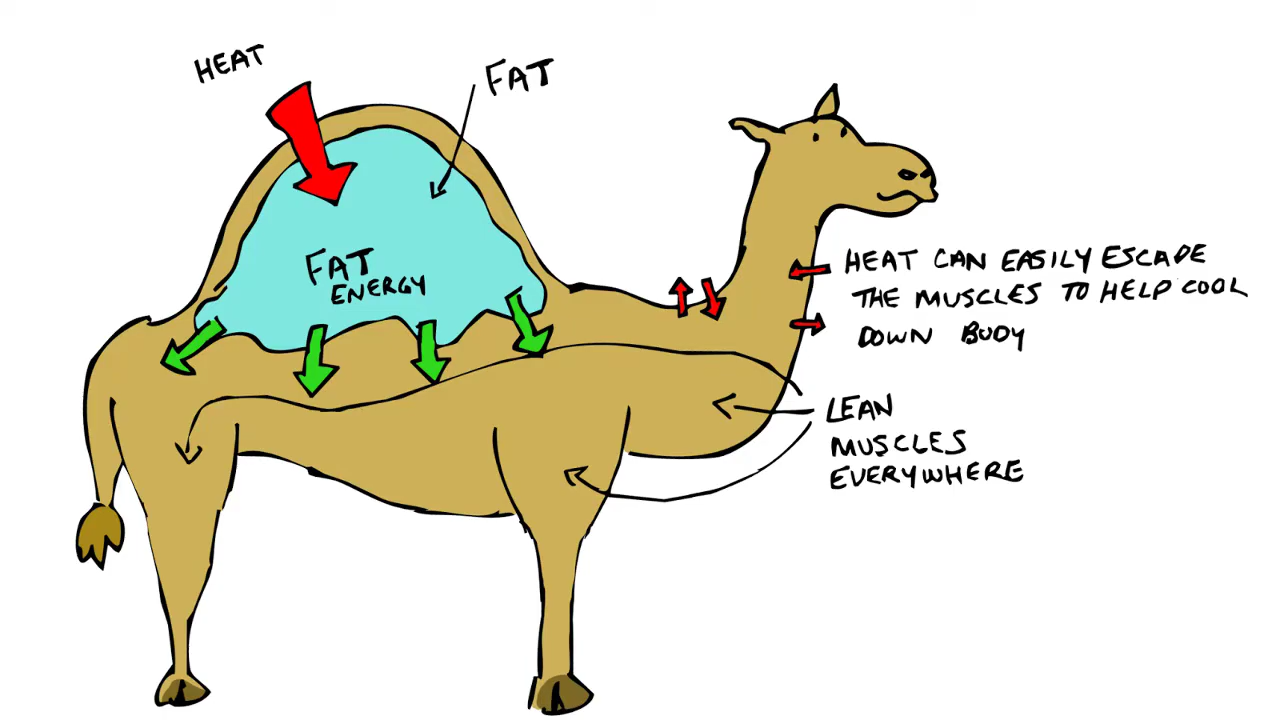 HEAT
FAT
FAT
ENERGY
HEAT CAN EASILY ESCAPE
THE MUSCLES TO HELP COOL
DOWN BODY
LEAN
MUSCLES
EVERYWHERE